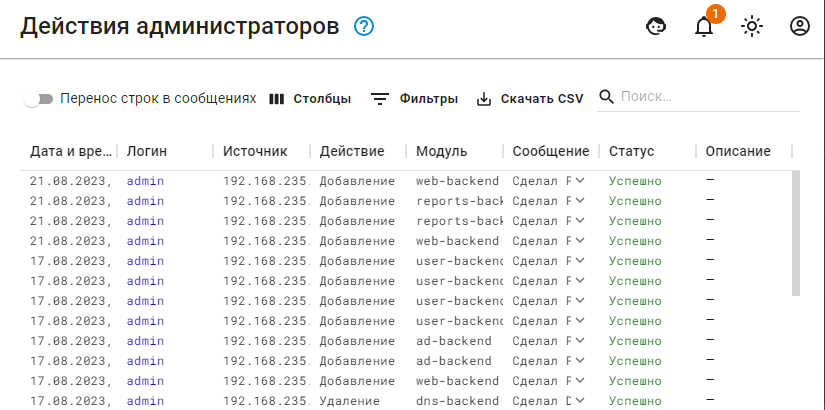 Действия администраторов ?
1
Перенос строк в сообщениях Столбцы Фильтры Скачать CSV Поиск...
Дата и вре... Логин Источник Действие Модуль Сообщение Статус Описание
21.08.2023, admin 192.168.235. Добавление web-backend Сделал P Успешно —
21.08.2023, admin 192.168.235. Добавление reports-back Сделал P Успешно —
21.08.2023, admin 192.168.235. Добавление reports-back Сделал P Успешно —
21.08.2023, admin 192.168.235. Добавление web-backend Сделал P Успешно —
17.08.2023, admin 192.168.235. Добавление user-backend Сделал P Успешно —
17.08.2023, admin 192.168.235. Добавление user-backend Сделал P Успешно —
17.08.2023, admin 192.168.235. Добавление user-backend Сделал P Успешно —
17.08.2023, admin 192.168.235. Добавление user-backend Сделал P Успешно —
17.08.2023, admin 192.168.235. Добавление ad-backend Сделал P Успешно —
17.08.2023, admin 192.168.235. Добавление ad-backend Сделал P Успешно —
17.08.2023, admin 192.168.235. Добавление web-backend Сделал P Успешно —
17.08.2023, admin 192.168.235. Удаление dns-backend Сделал D Успешно —